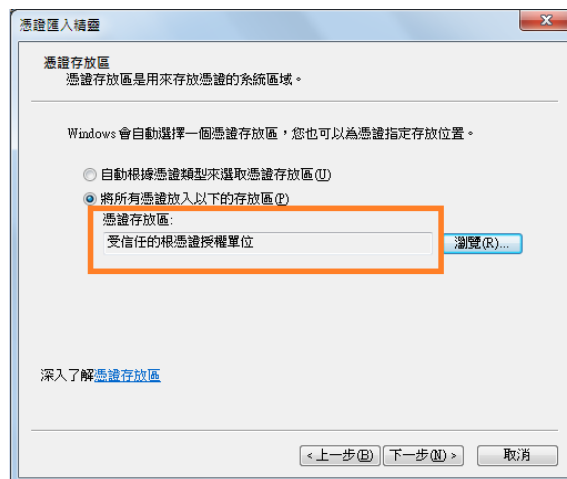 憑證匯入精靈
憑證存放區
憑證存放區是用來存放憑證的系統區域。
Windows 會自動選擇一個憑證存放區，您也可以為憑證指定存放位置。
自動根據憑證類型來選取憑證存放區(U)
將所有憑證放入以下的存放區(P)
憑證存放區:
受信任的根憑證授權單位
瀏覽(R)...
深入了解憑證存放區
<上一步(B)
下一步(N) >
取消